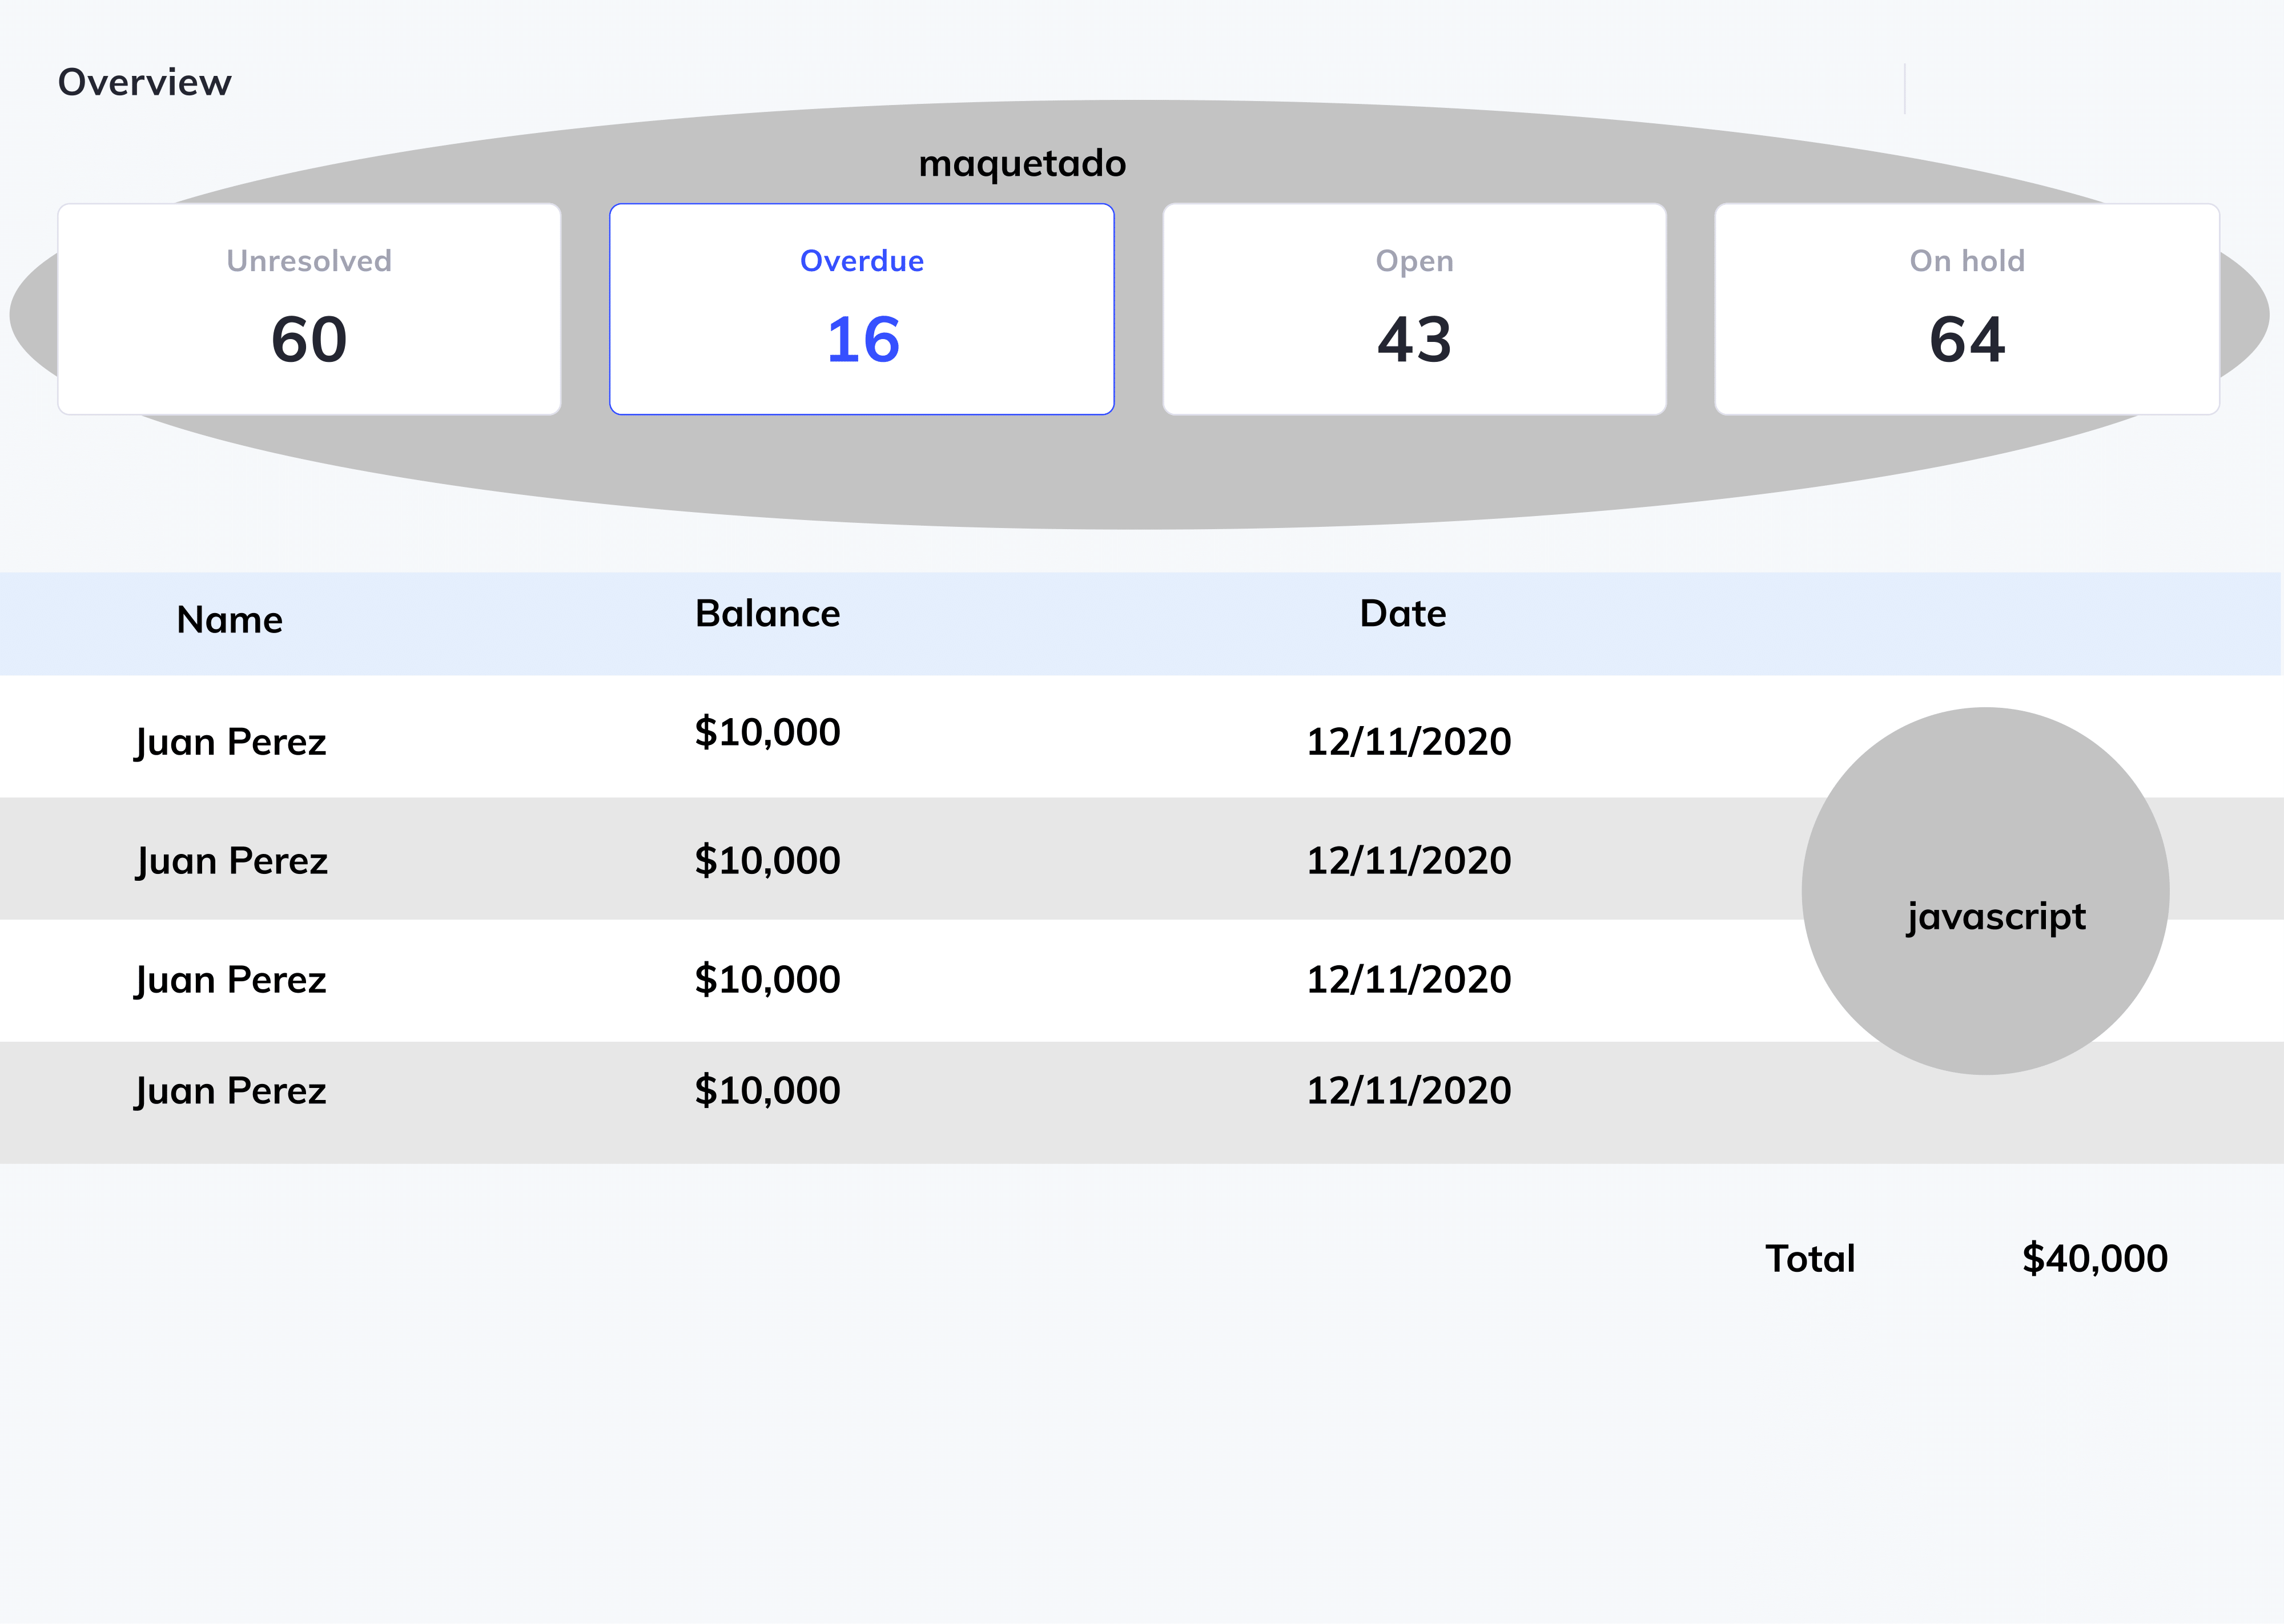 Overview
maquetado
Unresolved Overdue Open On hold
60 16 43 64
Name Balance Date
Juan Perez $10,000 12/11/2020
Juan Perez $10,000 12/11/2020
javascript
Juan Perez $10,000 12/11/2020
Juan Perez $10,000 12/11/2020
Total $40,000